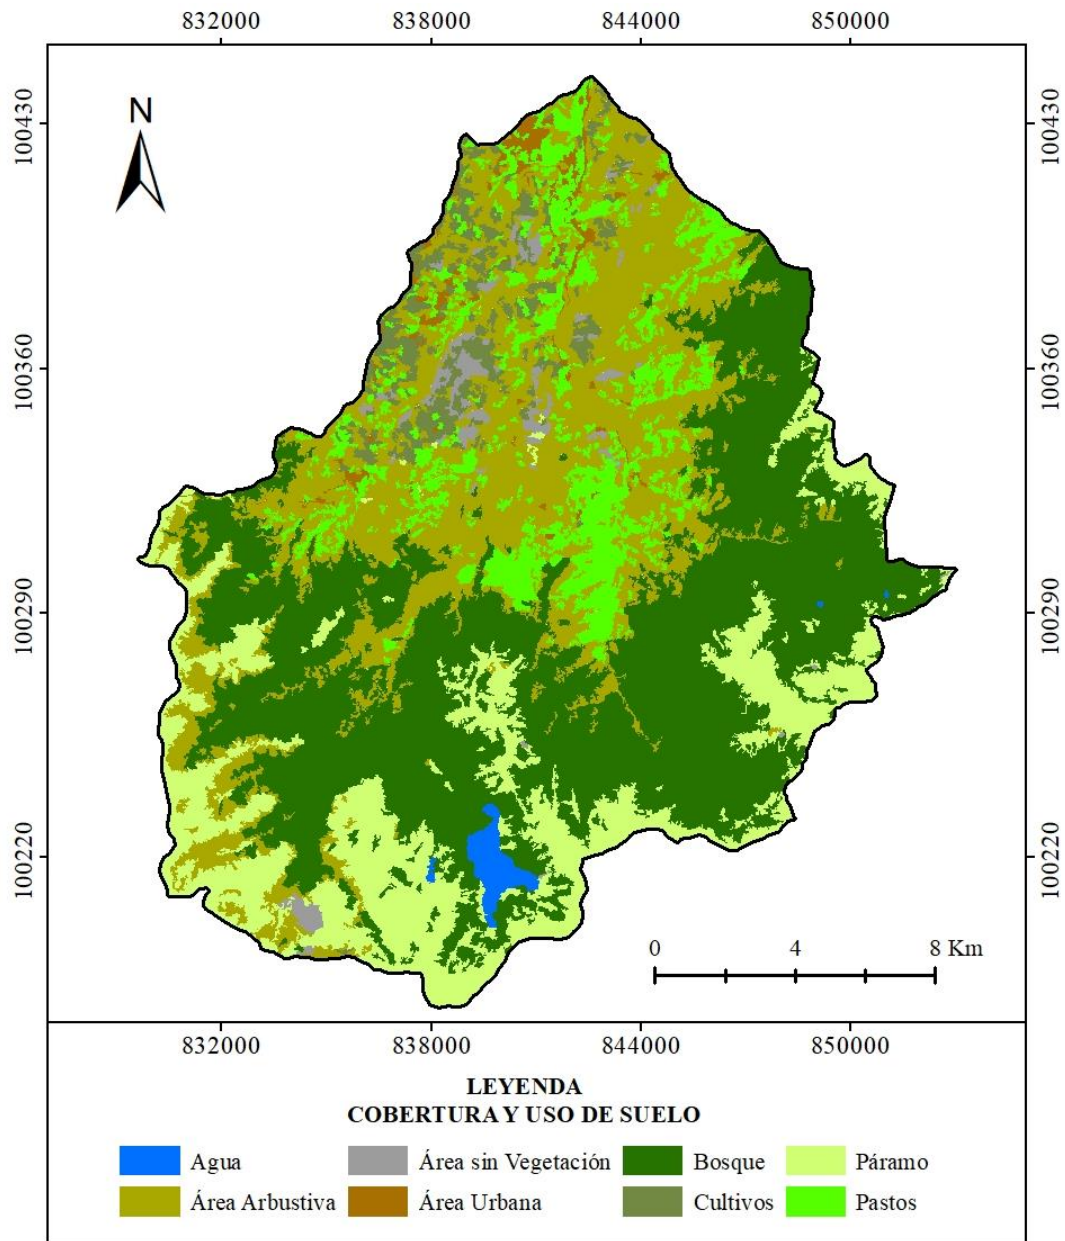 832000 838000 844000 850000
N
100430 100430
100360 100360
100290 100290
100220 100220
0 4 8 Km
832000 838000 844000 850000
LEYENDA
COBERTURA Y USO DE SUELO
Agua Área sin Vegetación Bosque Páramo
Área Arbustiva Área Urbana Cultivos Pastos